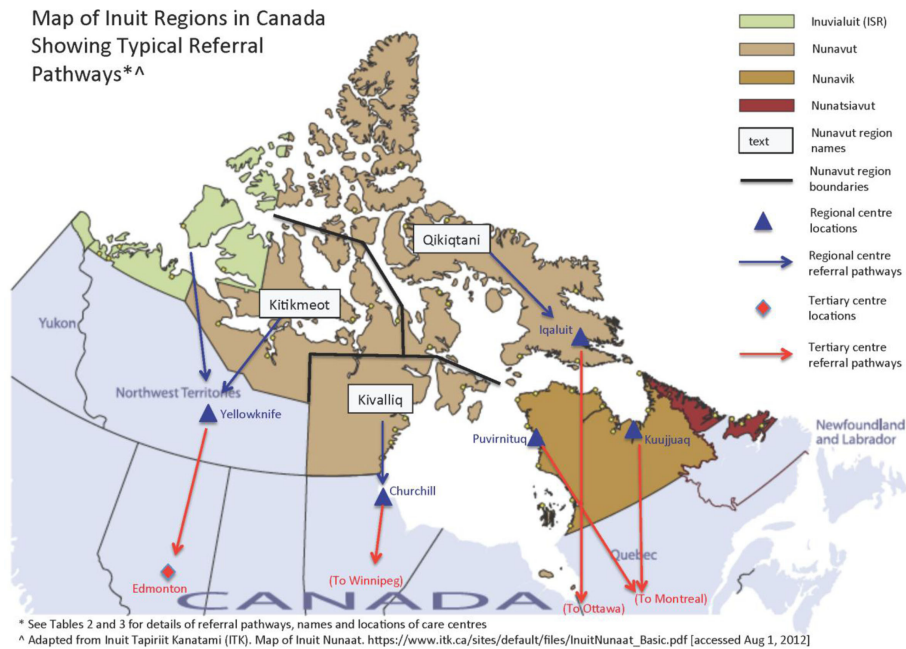 Map of Inuit Regions in Canada
Showing Typical Referral
Pathways*^
Inuvialuit (ISR)
Nunavut
Nunavik
Nunatsiavut
text
Nunavut region
names
Nunavut region
boundaries
Regional centre
locations
Regional centre
referral pathways
Tertiary centre
locations
Tertiary centre
referral pathways
Qikiqtani
Kitikmeot
Iqaluit
Yukon
Northwest Territories
Kivalliq
Yellowknife
Puvirnituq
Kuujjuaq
Newfoundland
and Labrador
Churchill
Quebec
Edmonton
(To Winnipeg)
(To Ottawa)
(To Montreal)
CANADA
* See Tables 2 and 3 for details of referral pathways, names and locations of care centres
^ Adapted from Inuit Tapiriit Kanatami (ITK). Map of Inuit Nunaat. https://www.itk.ca/sites/default/files/InuitNunaat_Basic.pdf [accessed Aug 1, 2012]